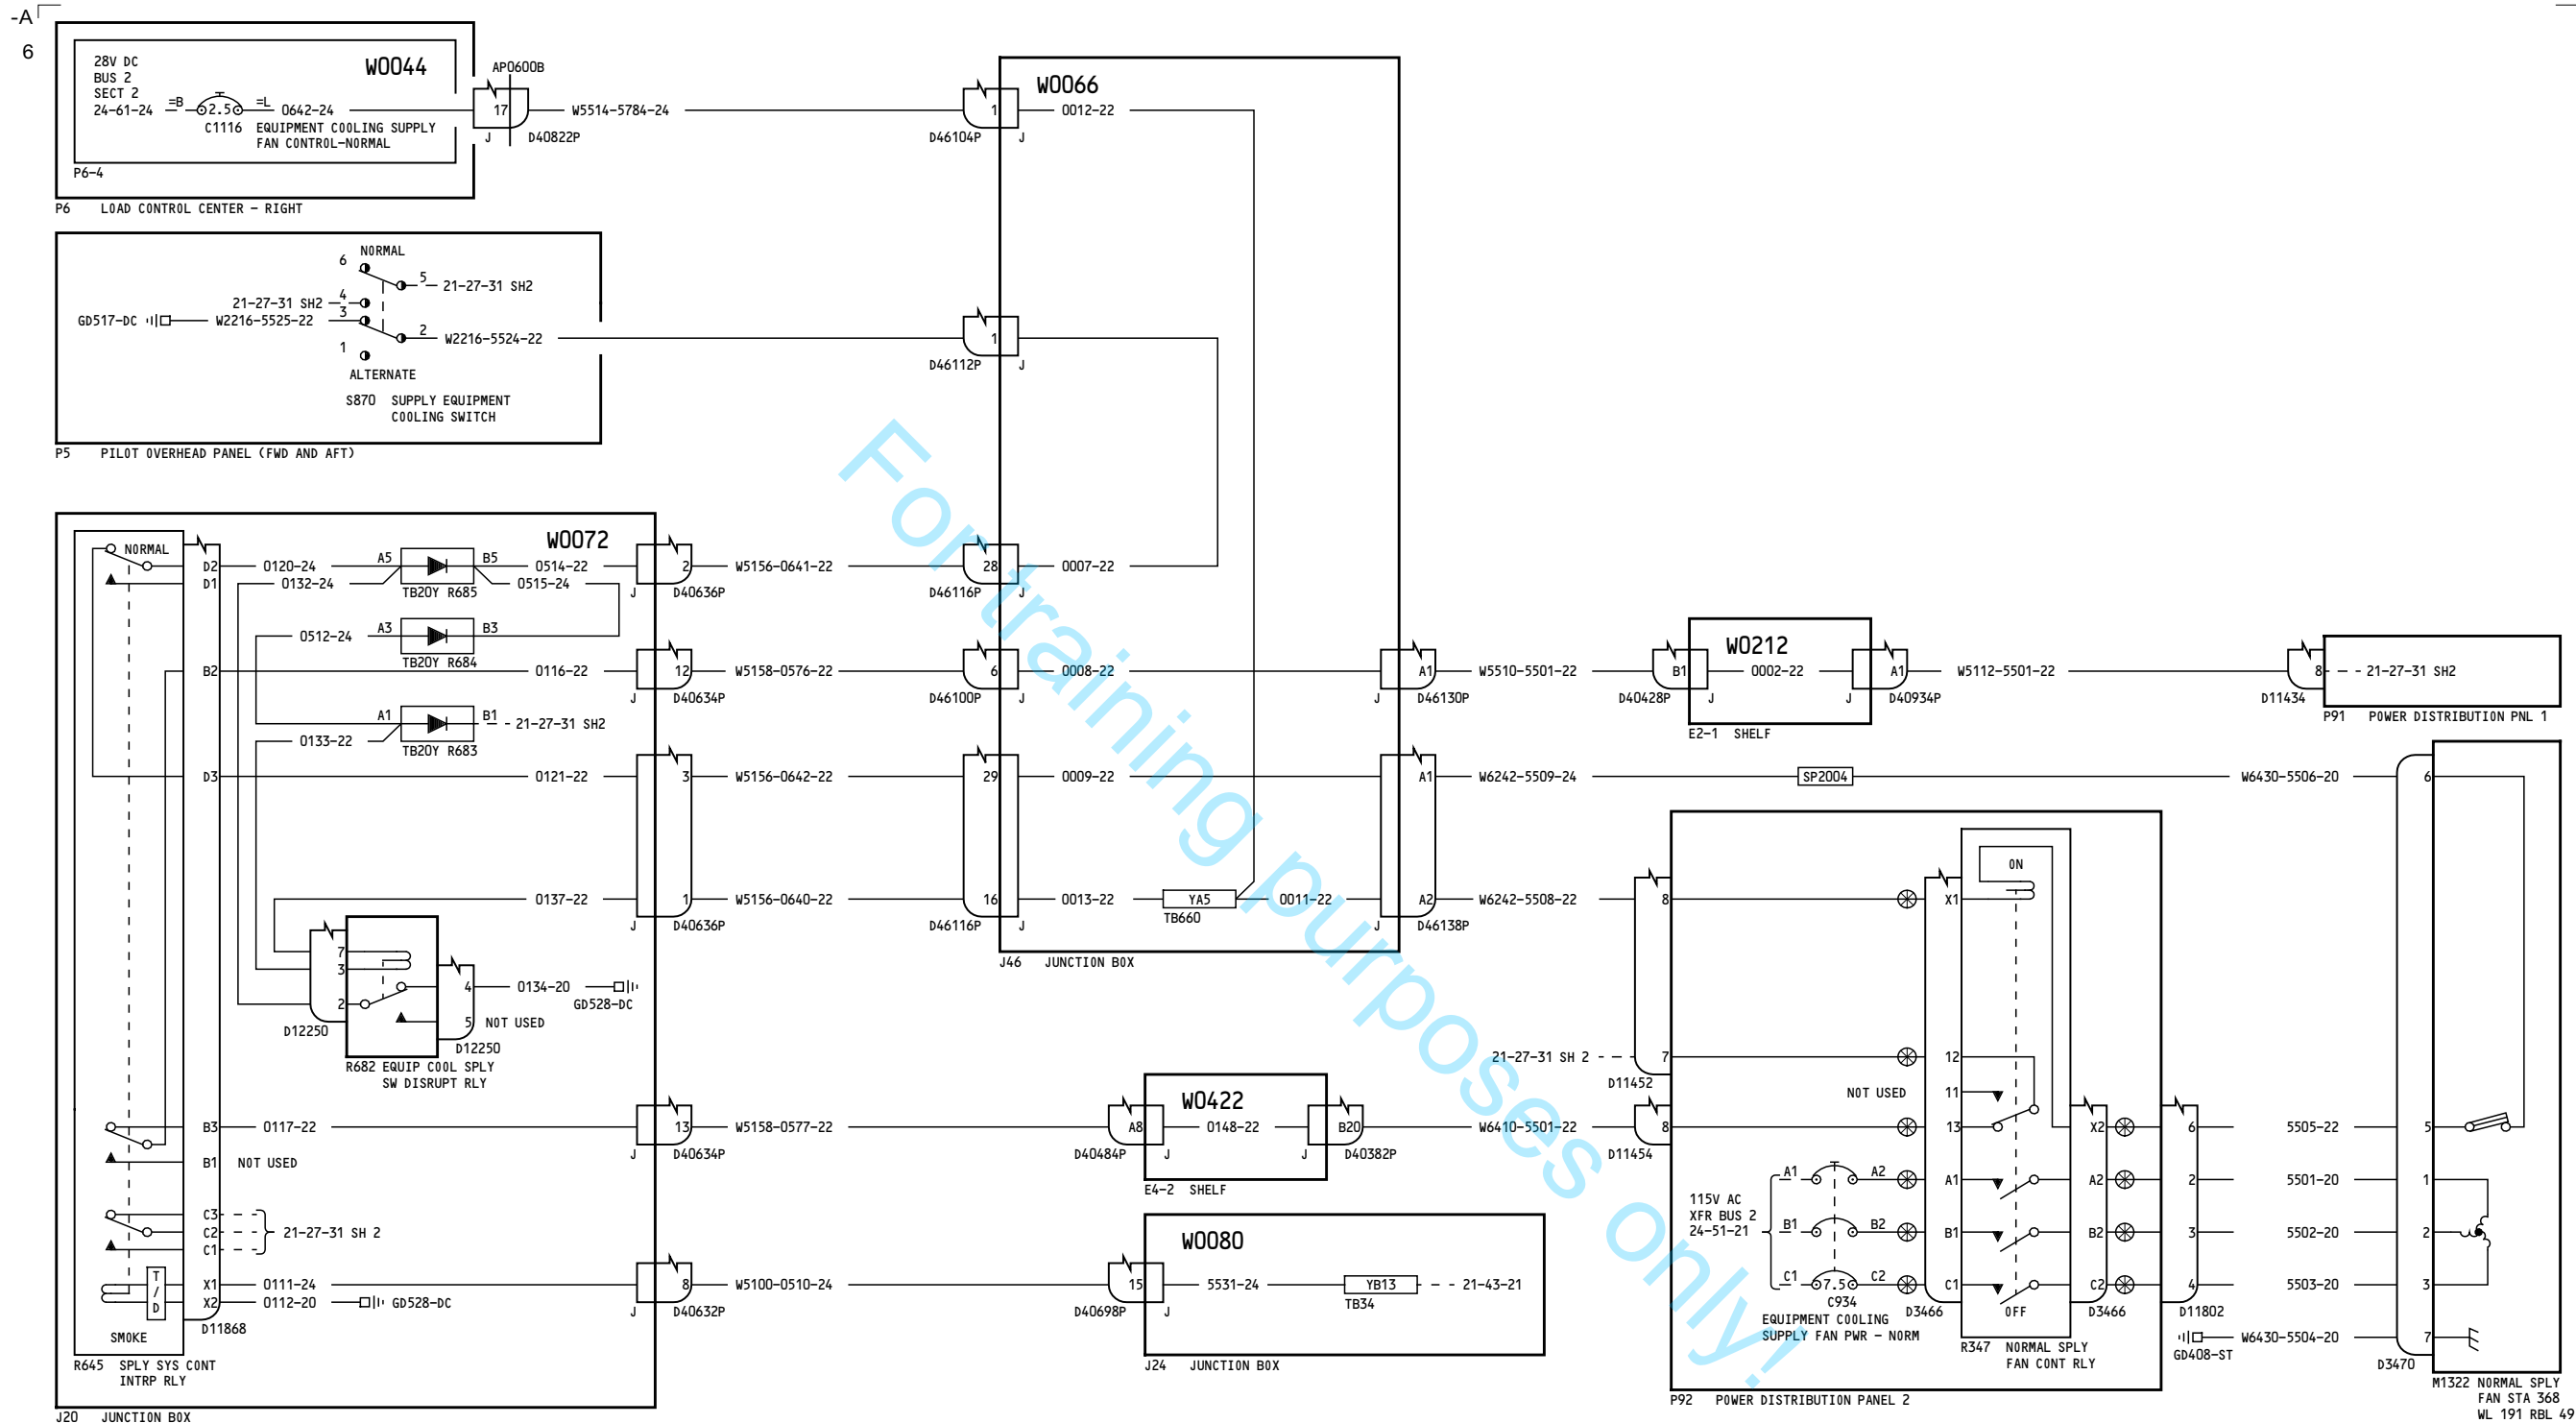 -A
6
28V DC
BUS 2
SECT 2
24-61-24 =B 2.5 =L 0642-24
C1116 EQUIPMENT COOLING SUPPLY
FAN CONTROL-NORMAL
W0044
P6-4
P6 LOAD CONTROL CENTER - RIGHT
AP0600B
17
J D40822P
W5514-5784-24
1
D46104P J
W0066
0012-22
NORMAL
6
5 21-27-31 SH2
21-27-31 SH2 4
GD517-DC W2216-5525-22 3
2 W2216-5524-22
1
ALTERNATE
S870 SUPPLY EQUIPMENT
COOLING SWITCH
P5 PILOT OVERHEAD PANEL (FWD AND AFT)
1
D46112P J
W0072
NORMAL
D2 0120-24 A5 B5 0514-22 2 W5156-0641-22 28 0007-22
D1 0132-24 0515-24
TB20Y R685
J D40636P D46116P J
0512-24 A3 B3
TB20Y R684
B2 0116-22 12 W5158-0576-22 6 0008-22 A1 W5510-5501-22 B1 0002-22 A1 W5112-5501-22 8 21-27-31 SH2
J D40634P D46100P J J D46130P D40428P J J D40934P D11434
W0212
E2-1 SHELF
P91 POWER DISTRIBUTION PNL 1
A1 B1 21-27-31 SH2
0133-22
TB20Y R683
D3 0121-22 3 W5156-0642-22 29 0009-22 A1 W6242-5509-24 SP2004 W6430-5506-20 6
0137-22 1 W5156-0640-22 16 0013-22 YA5 0011-22 A2 W6242-5508-22 8 X1
TB660
J D40636P D46116P J J D46138P
J46 JUNCTION BOX
ON
7
3
2
4 0134-20
GD528-DC
5 NOT USED
D12250
D12250
R682 EQUIP COOL SPLY
SW DISRUPT RLY
21-27-31 SH 2 7 12
D11452
NOT USED 11
B3 0117-22 13 W5158-0577-22 A8 0148-22 B20 W6410-5501-22 8 13 X2 6 5505-22 5
J D40634P D40484P J J D40382P D11454
W0422
E4-2 SHELF
B1 NOT USED
115V AC
XFR BUS 2
24-51-21
A1 A2 A1 A2 2 5501-20 1
B1 B2 B1 B2 3 5502-20 2
C1 7.5 C2 C1 C2 4 5503-20 3
C934
EQUIPMENT COOLING
SUPPLY FAN PWR - NORM
D3466 OFF D3466 D11802
R347 NORMAL SPLY
FAN CONT RLY
C3
C2 21-27-31 SH 2
C1
T/D
X1 0111-24 8 W5100-0510-24 15 5531-24 YB13 21-43-21
X2 0112-20 GD528-DC
J D40632P D40698P J TB34
W0080
J24 JUNCTION BOX
D11868
SMOKE
R645 SPLY SYS CONT
INTRP RLY
J20 JUNCTION BOX
P92 POWER DISTRIBUTION PANEL 2
GD408-ST W6430-5504-20 7
D3470
M1322 NORMAL SPLY
FAN STA 368
WL 191 RBL 49
For training purposes only!